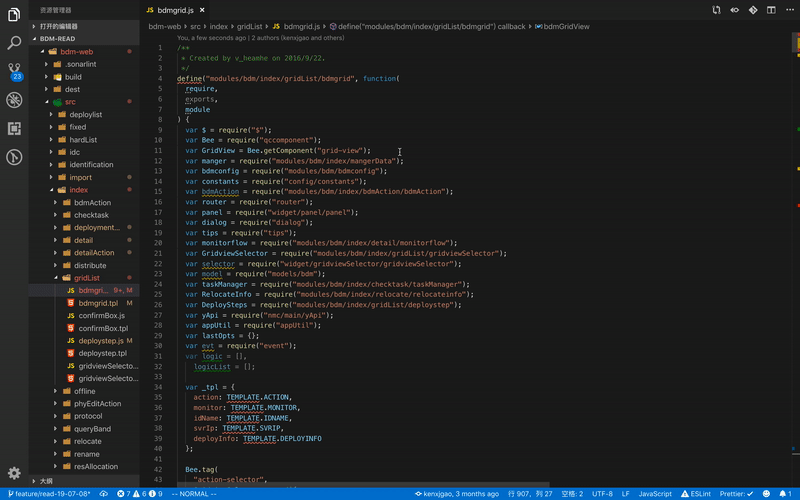 资源管理器
打开的编辑器
BDM-READ
bdm-web
.sonarlint
build
dest
src
deploylist
fixed
hardList
idc
identification
import
index
bdmAction
checktask
deployment...
detail
detailAction
distribute
gridList
bdmgri... 9+, M
bdmgrid.tpl M
confirmBox.js
confirmBox.tpl
deploystep.js M
deploystep.tpl
gridviewSelecto...
gridviewSelecto...
offline
phyEditAction
protocol
queryBand
relocate
rename
resAllocation
大纲
23
JS bdmgrid.js ×
bdm-web › src › index › gridList › JS bdmgrid.js › define("modules/bdm/index/gridList/bdmgrid") callback › bdmGridView
You, a few seconds ago | 2 authors (kenxjgao and others)
1 /**
2 * Created by v_heamhe on 2016/9/22.
3 */
4 define("modules/bdm/index/gridList/bdmgrid", function(
5 require,
6 exports,
7 module
8 ) {
9 var $ = require("$");
10 var Bee = require("qccomponent");
11 var GridView = Bee.getComponent("grid-view");
12 var manger = require("modules/bdm/index/mangerData");
13 var bdmconfig = require("modules/bdm/bdmconfig");
14 var constants = require("config/constants");
15 var bdmAction = require("modules/bdm/index/bdmAction/bdmAction");
16 var router = require("router");
17 var panel = require("widget/panel/panel");
18 var dialog = require("dialog");
19 var tips = require("tips");
20 var monitorflow = require("modules/bdm/index/detail/monitorflow");
21 var GridviewSelector = require("modules/bdm/index/gridList/gridviewSelector");
22 var selector = require("widget/gridviewSelector/gridviewSelector");
23 var model = require("models/bdm");
24 var taskManager = require("modules/bdm/index/checktask/taskManager");
25 var RelocateInfo = require("modules/bdm/index/relocate/relocateinfo");
26 var DeploySteps = require("modules/bdm/index/gridList/deploystep");
27 var yApi = require("nmc/main/yApi");
28 var appUtil = require("appUtil");
29 var lastOpts = {};
30 var evt = require("event");
31 var logic = [],
32 logicList = [];
33
34 var _tpl = {
35 action: TEMPLATE.ACTION,
36 monitor: TEMPLATE.MONITOR,
37 idName: TEMPLATE.IDNAME,
38 svrIp: TEMPLATE.SVRIP,
39 deployInfo: TEMPLATE.DEPLOYINFO
40 };
41
42 Bee.tag(
43 "action-selector",
feature/read-19-07-08* 7 6 9 -- NORMAL -- kenxjgao, 3 months ago 行 907, 列 27 空格: 2 UTF-8 LF JavaScript ESLint Prettier: ✓ 1